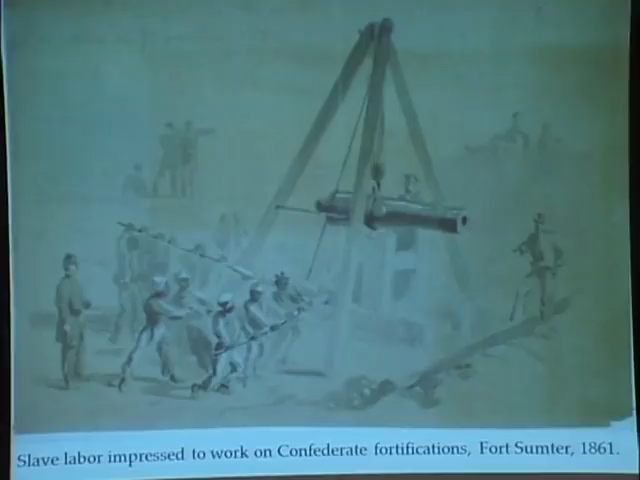 Slave labor impressed to work on Confederate fortifications, Fort Sumter, 1861.